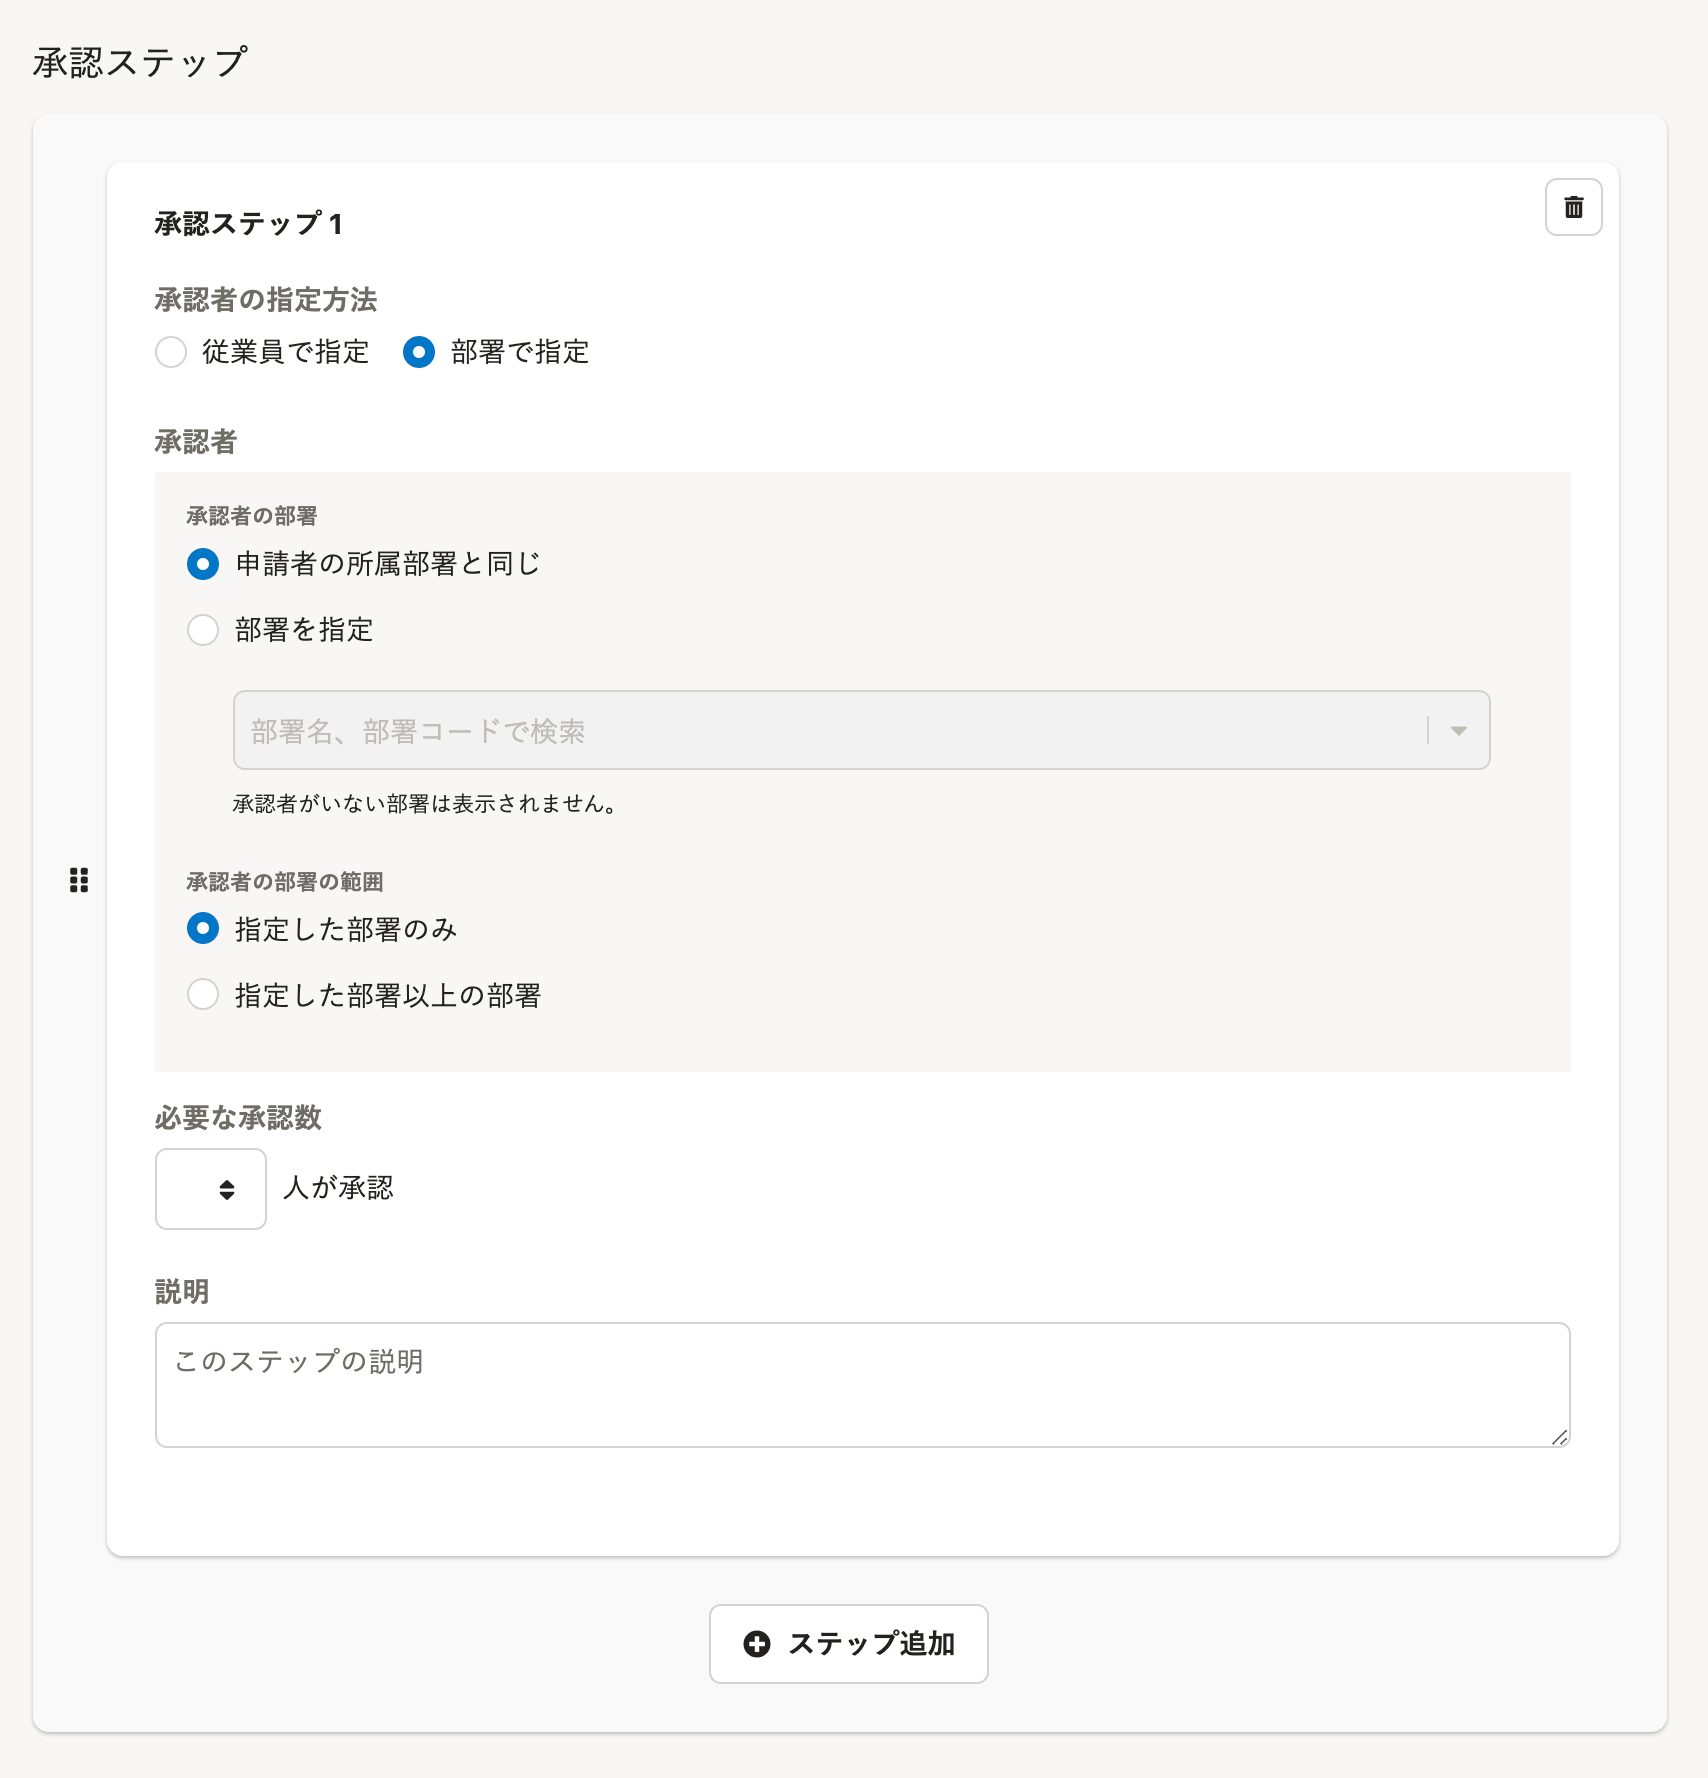 承認ステップ
承認ステップ 1
承認者の指定方法
従業員で指定 部署で指定
承認者
承認者の部署
申請者の所属部署と同じ
部署を指定
部署名、部署コードで検索
承認者がいない部署は表示されません。
承認者の部署の範囲
指定した部署のみ
指定した部署以上の部署
必要な承認数
人が承認
説明
このステップの説明
ステップ追加